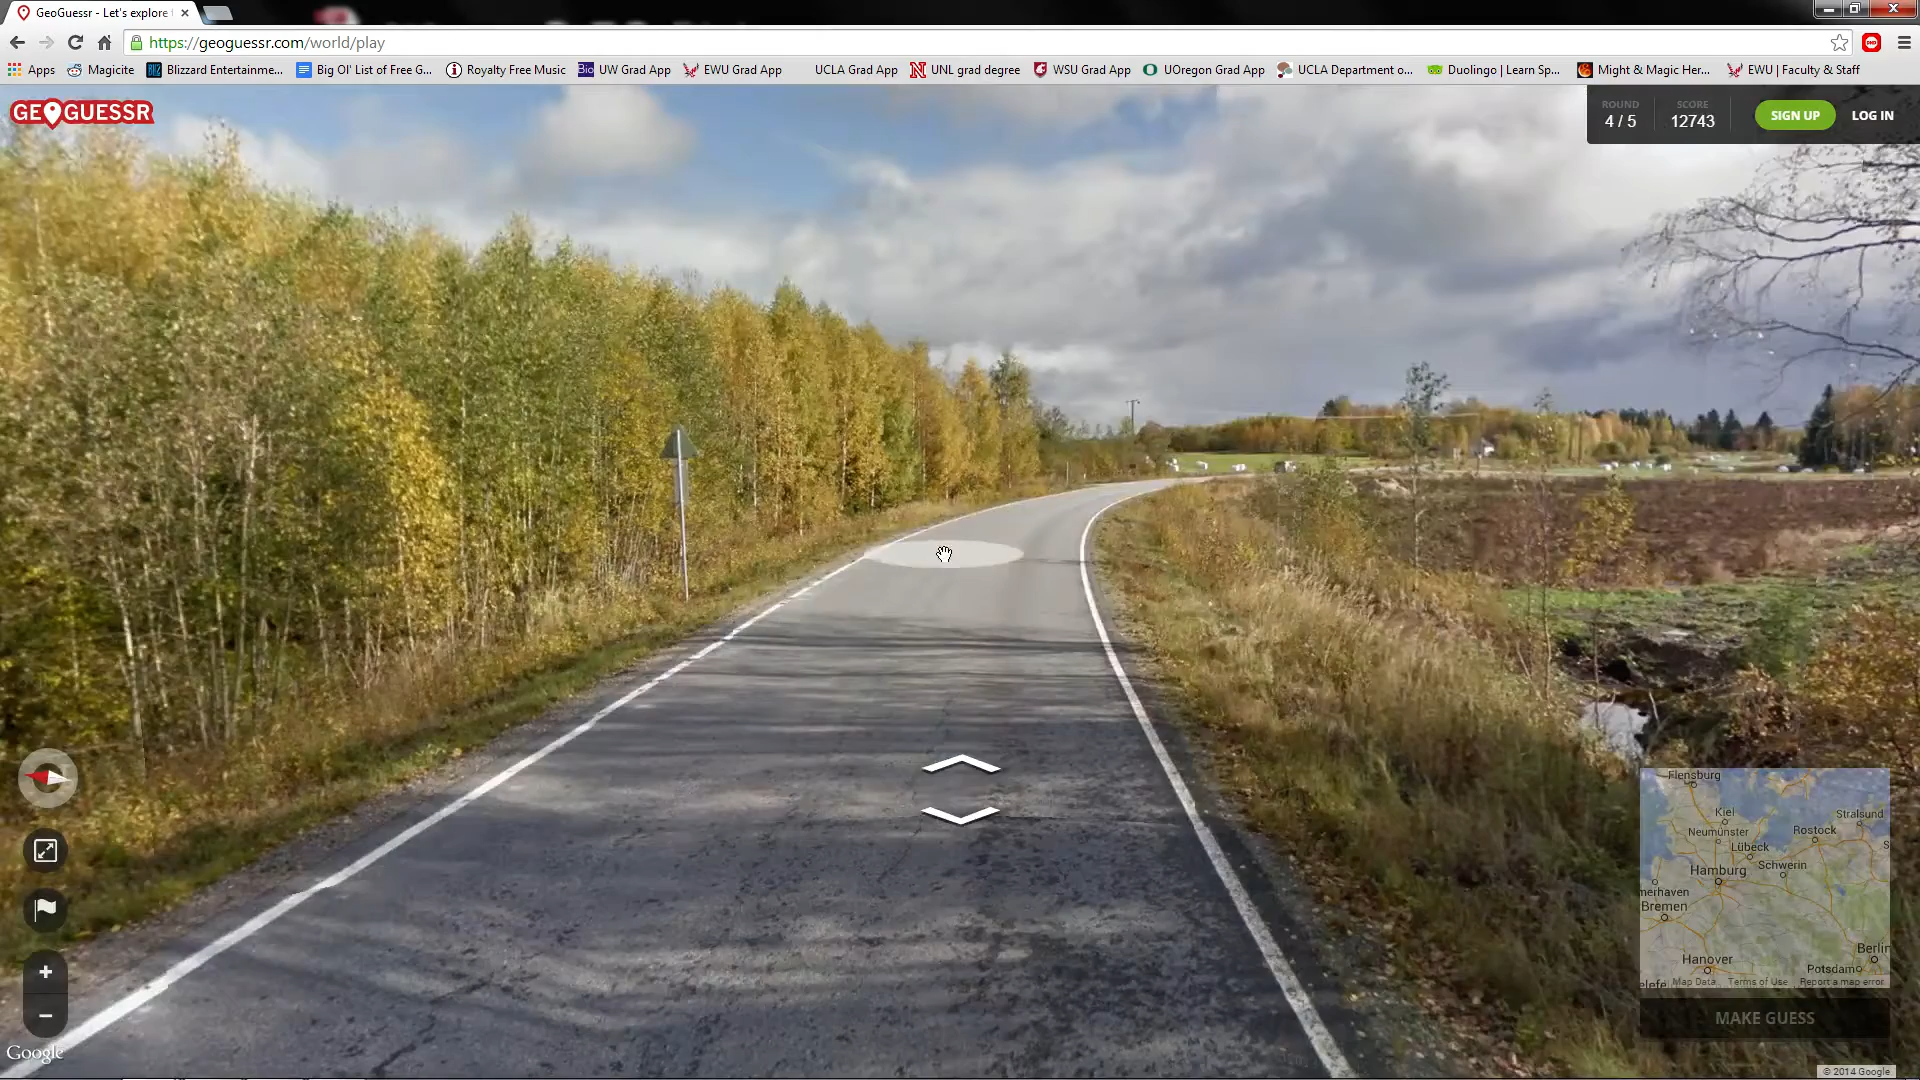 GeoGuessr - Let's explore
https://geoguessr.com/world/play
Apps Magicite Blizzard Entertainme... Big Ol' List of Free G... Royalty Free Music UW Grad App EWU Grad App UCLA Grad App UNL grad degree WSU Grad App UOregon Grad App UCLA Department o... Duolingo | Learn Sp... Might & Magic Her... EWU | Faculty & Staff
GEOGUESSR
ROUND SCORE
4 / 5 12743
SIGN UP LOG IN
Flensburg
Kiel
Stralsund
Neumünster
Rostock
Lübeck
Schwerin
Hamburg
merhaven
Bremen
Berlin
Hanover
Potsdam
elefe Map Data... Terms of Use Report a map error
MAKE GUESS
Google
© 2014 Google